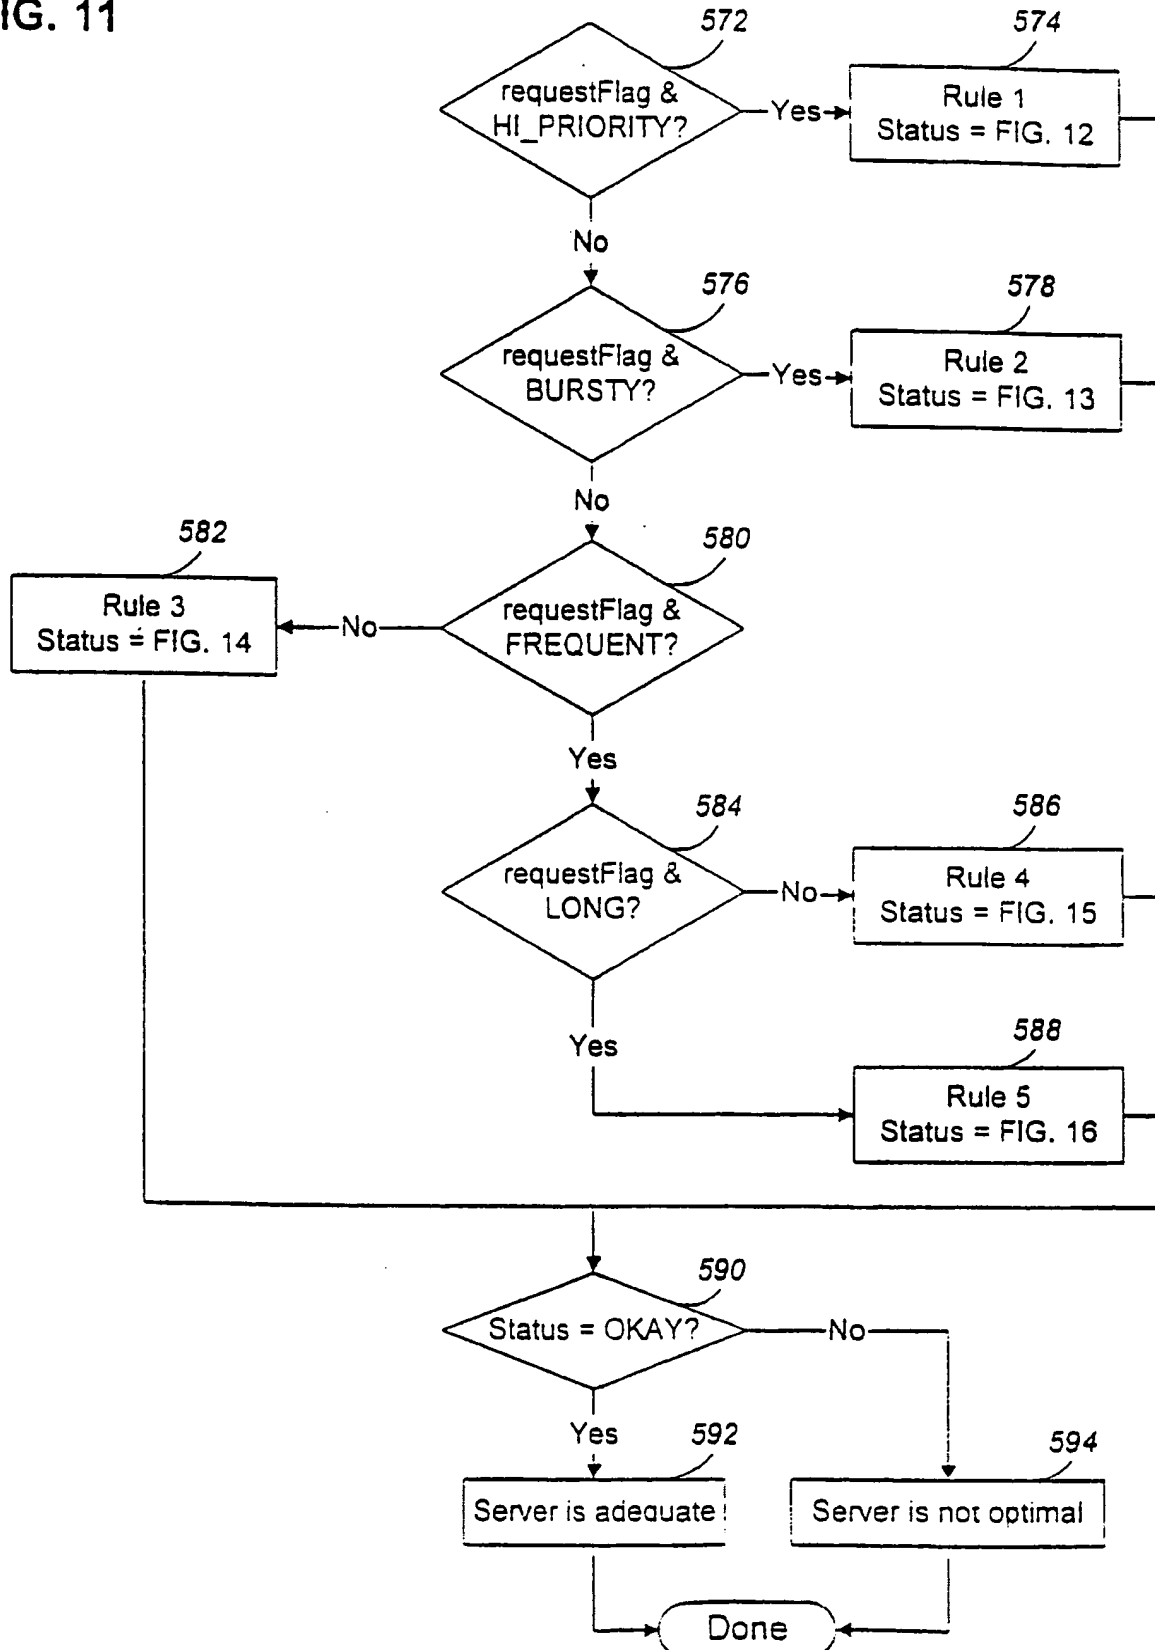 IG. 11
572
requestFlag &
HI_PRIORITY?
Yes
574
Rule 1
Status = FIG. 12
No
576
requestFlag &
BURSTY?
Yes
578
Rule 2
Status = FIG. 13
No
580
requestFlag &
FREQUENT?
No
582
Rule 3
Status = FIG. 14
Yes
584
requestFlag &
LONG?
No
586
Rule 4
Status = FIG. 15
Yes
588
Rule 5
Status = FIG. 16
590
Status = OKAY?
No
Yes
592
Server is adequate
594
Server is not optimal
Done